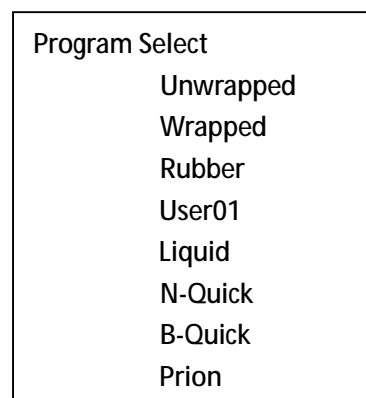 Program Select
Unwrapped
Wrapped
Rubber
User01
Liquid
N-Quick
B-Quick
Prion